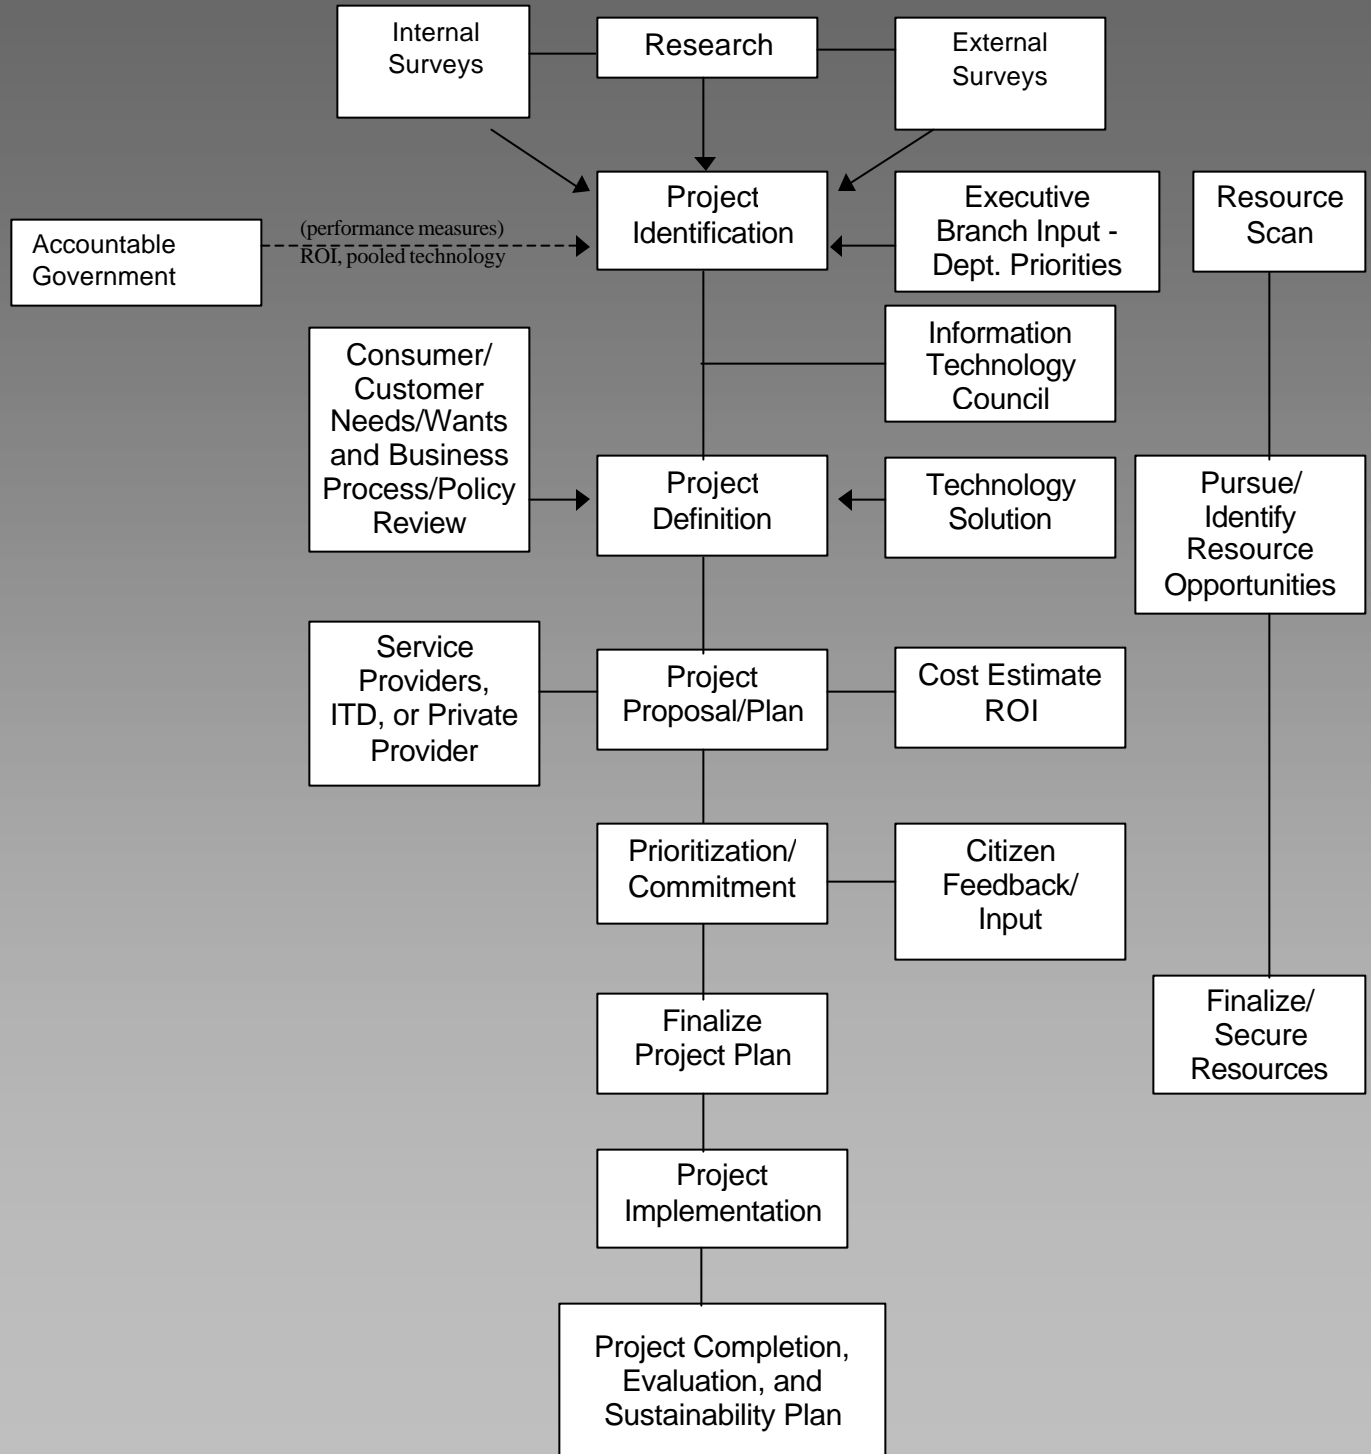 Internal
Surveys
Research
External
Surveys
Project
Identification
Executive
Branch Input -
Dept. Priorities
Resource
Scan
Accountable
Government
(performance measures)
ROI, pooled technology
Information
Technology
Council
Consumer/
Customer
Needs/Wants
and Business
Process/Policy
Review
Project
Definition
Technology
Solution
Pursue/
Identify
Resource
Opportunities
Service
Providers,
ITD, or Private
Provider
Project
Proposal/Plan
Cost Estimate
ROI
Prioritization/
Commitment
Citizen
Feedback/
Input
Finalize
Project Plan
Finalize/
Secure
Resources
Project
Implementation
Project Completion,
Evaluation, and
Sustainability Plan